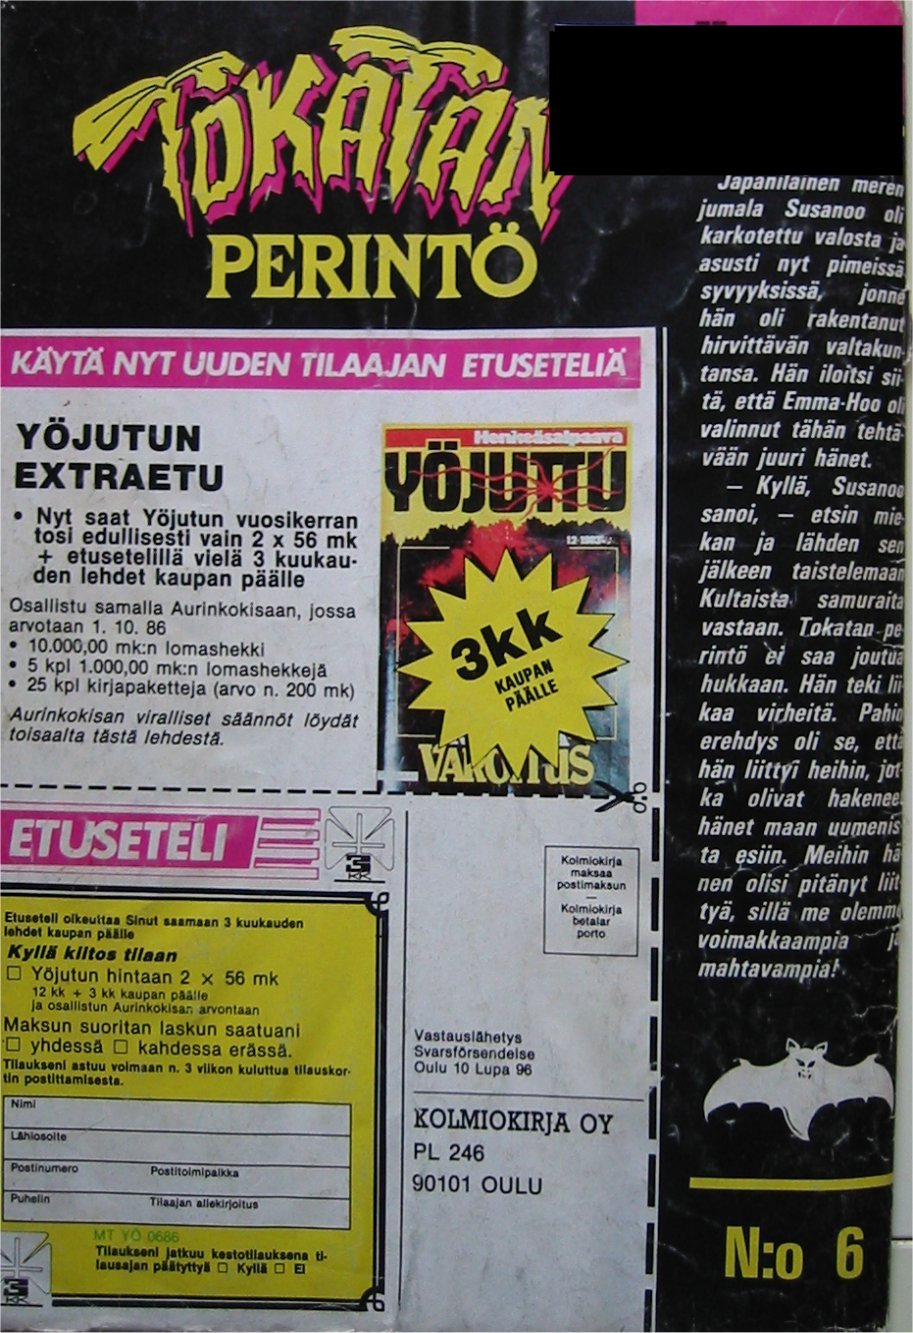 TOKATAN
PERINTÖ
KÄYTÄ NYT UUDEN TILAAJAN ETUSETELIÄ
YÖJUTUN
EXTRAETU
• Nyt saat Yöjutun vuosikerran
tosi edullisesti vain 2 x 56 mk
+ etusetelillä vielä 3 kuukau-
den lehdet kaupan päälle
Osallistu samalla Aurinkokisaan, jossa
arvotaan 1. 10. 86
• 10.000,00 mk:n lomashekki
• 5 kpl 1.000,00 mk:n lomashekkejä
• 25 kpl kirjapaketteja (arvo n. 200 mk)
Aurinkokisan viralliset säännöt löydät
toisaalta tästä lehdestä.
Henkeäsalpaava
YÖJUTTU
12·1983
3kk
KAUPAN
PÄÄLLE
ETUSETELI
3
KK
Etuseteli oikeuttaa Sinut saamaan 3 kuukauden
lehdet kaupan päälle
Kyllä kiitos tilaan
☐ Yöjutun hintaan 2 x 56 mk
12 kk + 3 kk kaupan päälle
ja osallistun Aurinkokisan arvontaan
Maksun suoritan laskun saatuani
☐ yhdessä ☐ kahdessa erässä.
Tilaukseni astuu voimaan n. 3 viikon kuluttua tilauskor-
tin postittamisesta.
Nimi
Lähiosoite
Postinumero Postitoimipaikka
Puhelin Tilaajan allekirjoitus
MT YÖ 0686
Tilaukseni jatkuu kestotilauksena ti-
lausajan päätyttyä ☐ Kyllä ☐ Ei
3
KK
Kolmiokirja
maksaa
postimaksun
—
Kolmiokirja
betalar
porto
Vastauslähetys
Svarsförsendelse
Oulu 10 Lupa 96
KOLMIOKIRJA OY
PL 246
90101 OULU
Japanilainen meren
jumala Susanoo oli
karkotettu valosta ja
asusti nyt pimeissä
syvyyksissä, jonne
hän oli rakentanut
hirvittävän valtakun-
tansa. Hän iloitsi sii-
tä, että Emma-Hoo oli
valinnut tähän tehtä-
vään juuri hänet.
— Kyllä, Susanoo
sanoi, — etsin mie-
kan ja lähden sen
jälkeen taistelemaan
Kultaista samuraita
vastaan. Tokatan pe-
rintö ei saa joutua
hukkaan. Hän teki lii-
kaa virheitä. Pahin
erehdys oli se, että
hän liittyi heihin, jot-
ka olivat hakeneet
hänet maan uumenis-
ta esiin. Meihin hä-
nen olisi pitänyt liit-
tyä, sillä me olemme
voimakkaampia ja
mahtavampia!
N:o 6